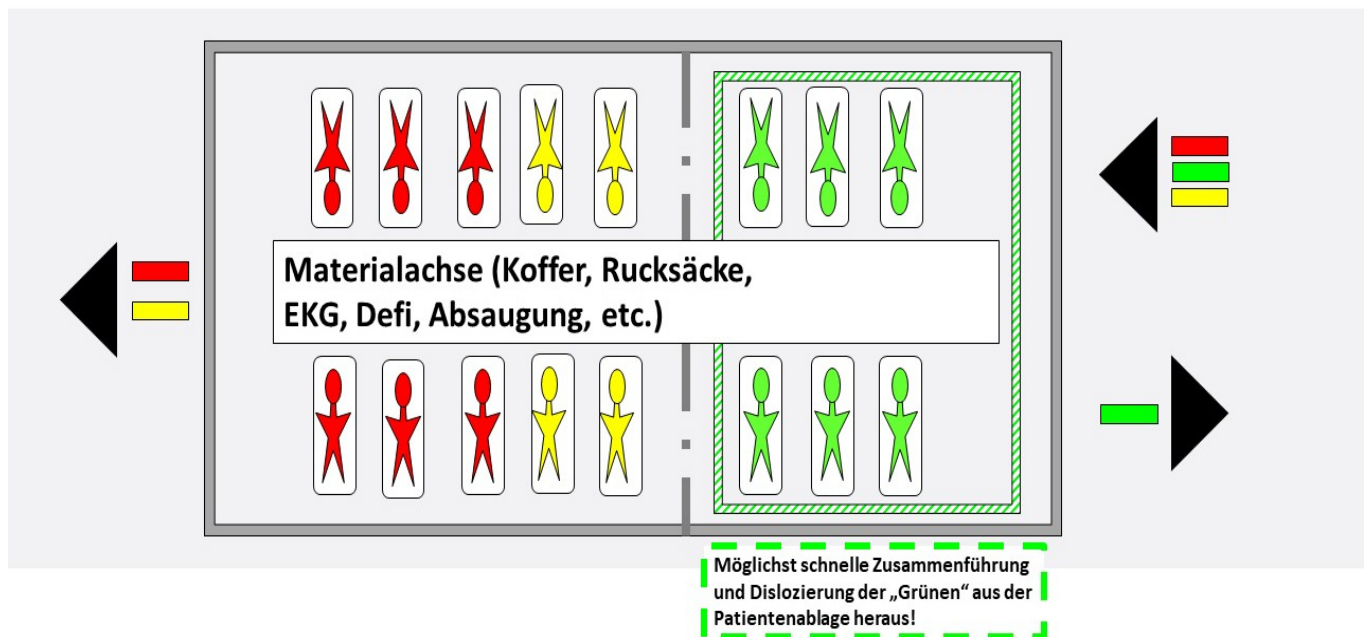 Materialachse (Koffer, Rucksäcke,
EKG, Defi, Absaugung, etc.)
Möglichst schnelle Zusammenführung
und Dislozierung der „Grünen“ aus der
Patientenablage heraus!